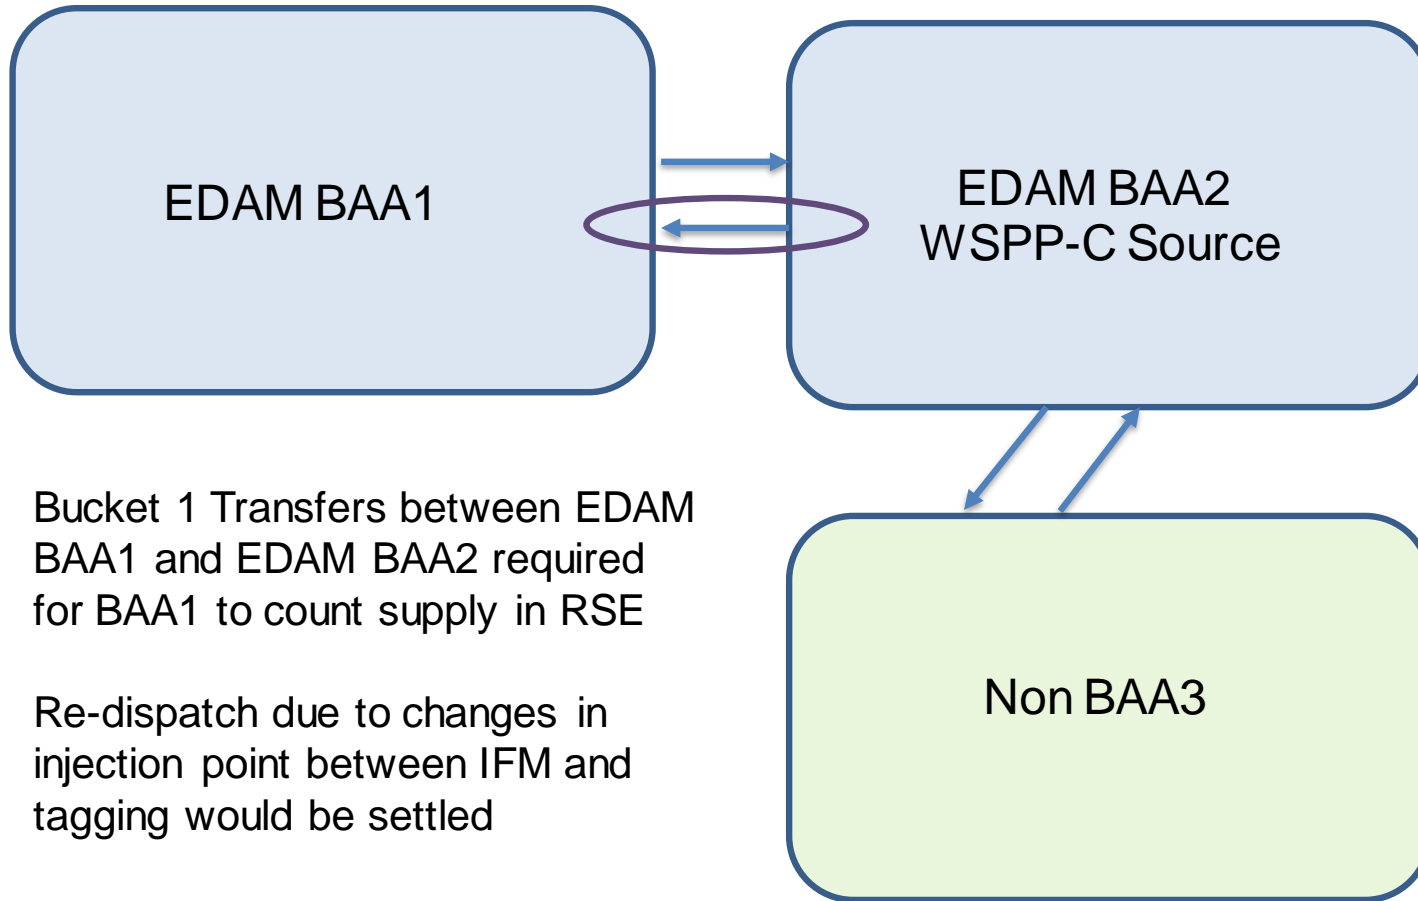 EDAM BAA1
EDAM BAA2
WSPP-C Source
Bucket 1 Transfers between EDAM
BAA1 and EDAM BAA2 required
for BAA1 to count supply in RSE
Re-dispatch due to changes in
injection point between IFM and
tagging would be settled
Non BAA3